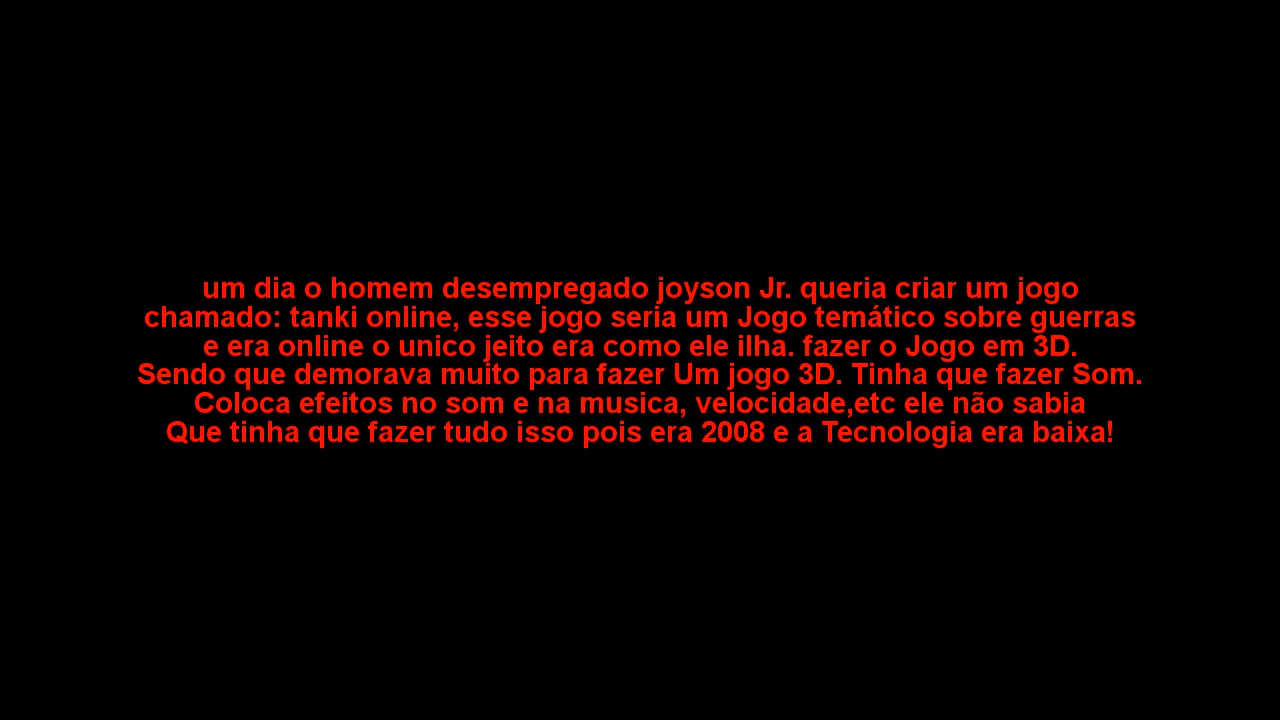 um dia o homem desempregado joyson Jr. queria criar um jogo
chamado: tanki online, esse jogo seria um Jogo temático sobre guerras
e era online o unico jeito era como ele ilha. fazer o Jogo em 3D.
Sendo que demorava muito para fazer Um jogo 3D. Tinha que fazer Som.
Coloca efeitos no som e na musica, velocidade,etc ele não sabia
Que tinha que fazer tudo isso pois era 2008 e a Tecnologia era baixa!